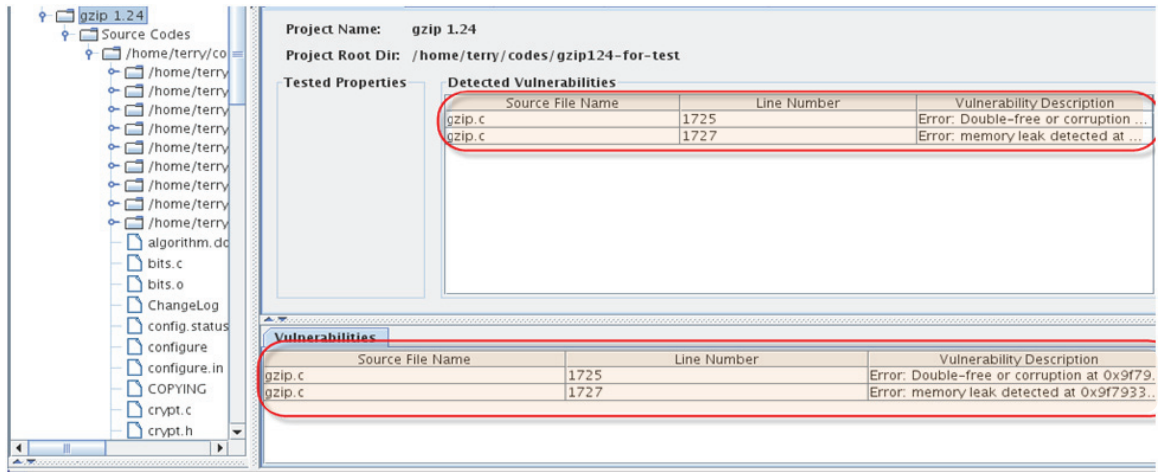 gzip 1.24
Source Codes
/home/terry/co
/home/terry
/home/terry
/home/terry
/home/terry
/home/terry
/home/terry
/home/terry
/home/terry
/home/terry
algorithm.do
bits.c
bits.o
ChangeLog
config.status
configure
configure.in
COPYING
crypt.c
crypt.h
Project Name: gzip 1.24
Project Root Dir: /home/terry/codes/gzip124-for-test
Tested Properties
Detected Vulnerabilities
Source File Name Line Number Vulnerability Description
gzip.c 1725 Error: Double-free or corruption ...
gzip.c 1727 Error: memory leak detected at ...
Vulnerabilities
Source File Name Line Number Vulnerability Description
gzip.c 1725 Error: Double-free or corruption at 0x9f79..
gzip.c 1727 Error: memory leak detected at 0x9f7933..